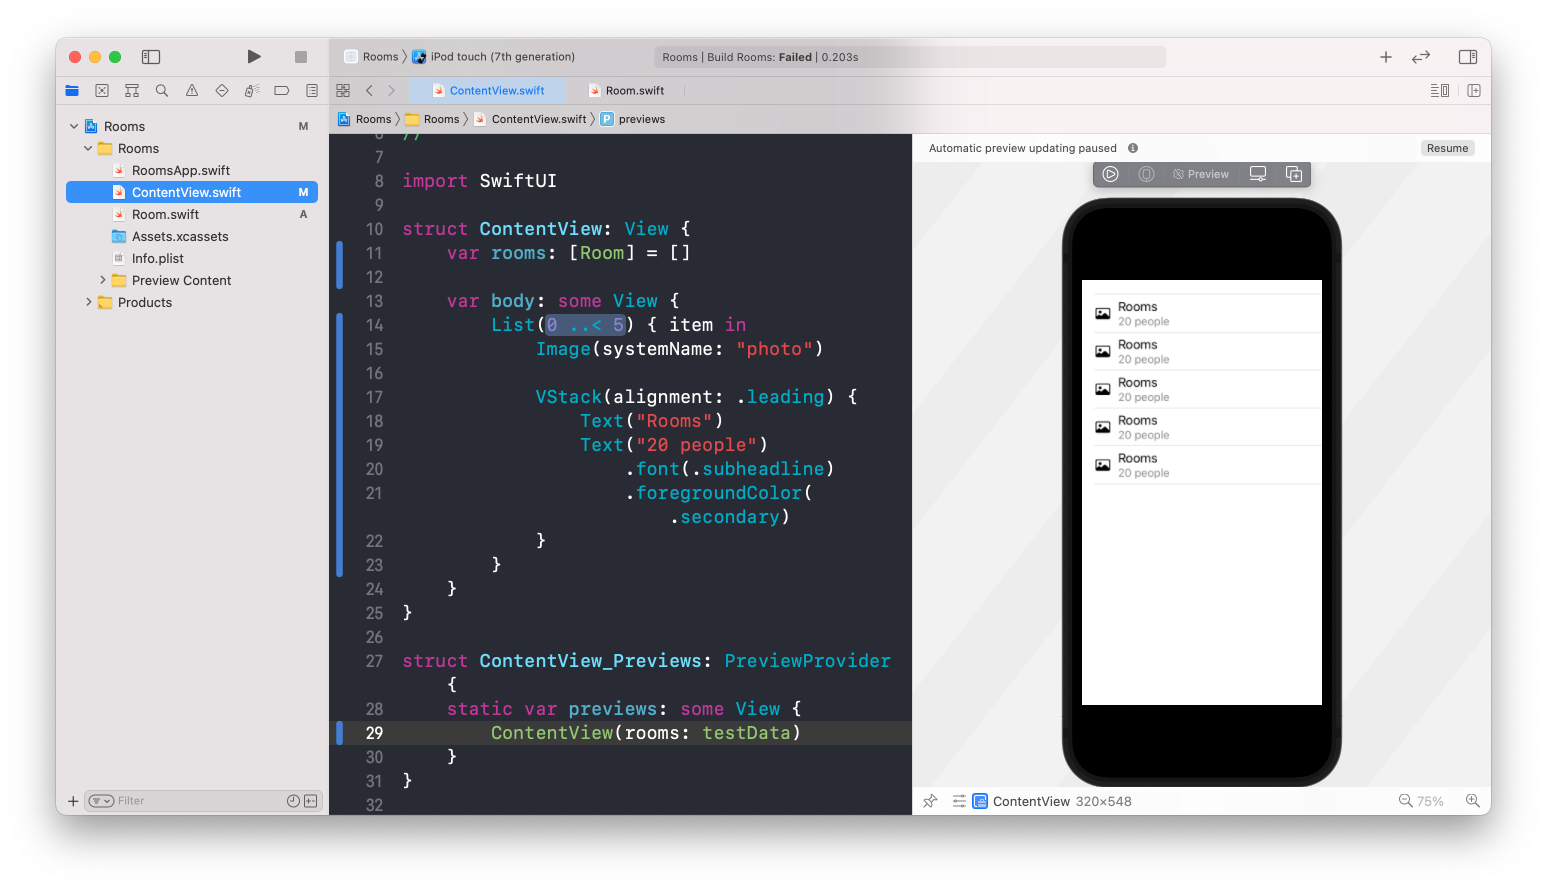 Rooms
iPod touch (7th generation)
Rooms | Build Rooms: Failed | 0.203s
ContentView.swift
Room.swift
Rooms
Rooms
ContentView.swift
P
previews
Rooms M
Rooms
RoomsApp.swift
ContentView.swift M
Room.swift A
Assets.xcassets
Info.plist
Preview Content
Products
Filter
//
7
8 import SwiftUI
9
10 struct ContentView: View {
11 var rooms: [Room] = []
12
13 var body: some View {
14 List(0 ..< 5) { item in
15 Image(systemName: "photo")
16
17 VStack(alignment: .leading) {
18 Text("Rooms")
19 Text("20 people")
20 .font(.subheadline)
21 .foregroundColor(
.secondary)
22 }
23 }
24 }
25 }
26
27 struct ContentView_Previews: PreviewProvider
{
28 static var previews: some View {
29 ContentView(rooms: testData)
30 }
31 }
32
Automatic preview updating paused
Resume
Preview
Rooms
20 people
Rooms
20 people
Rooms
20 people
Rooms
20 people
Rooms
20 people
ContentView 320×548
75%